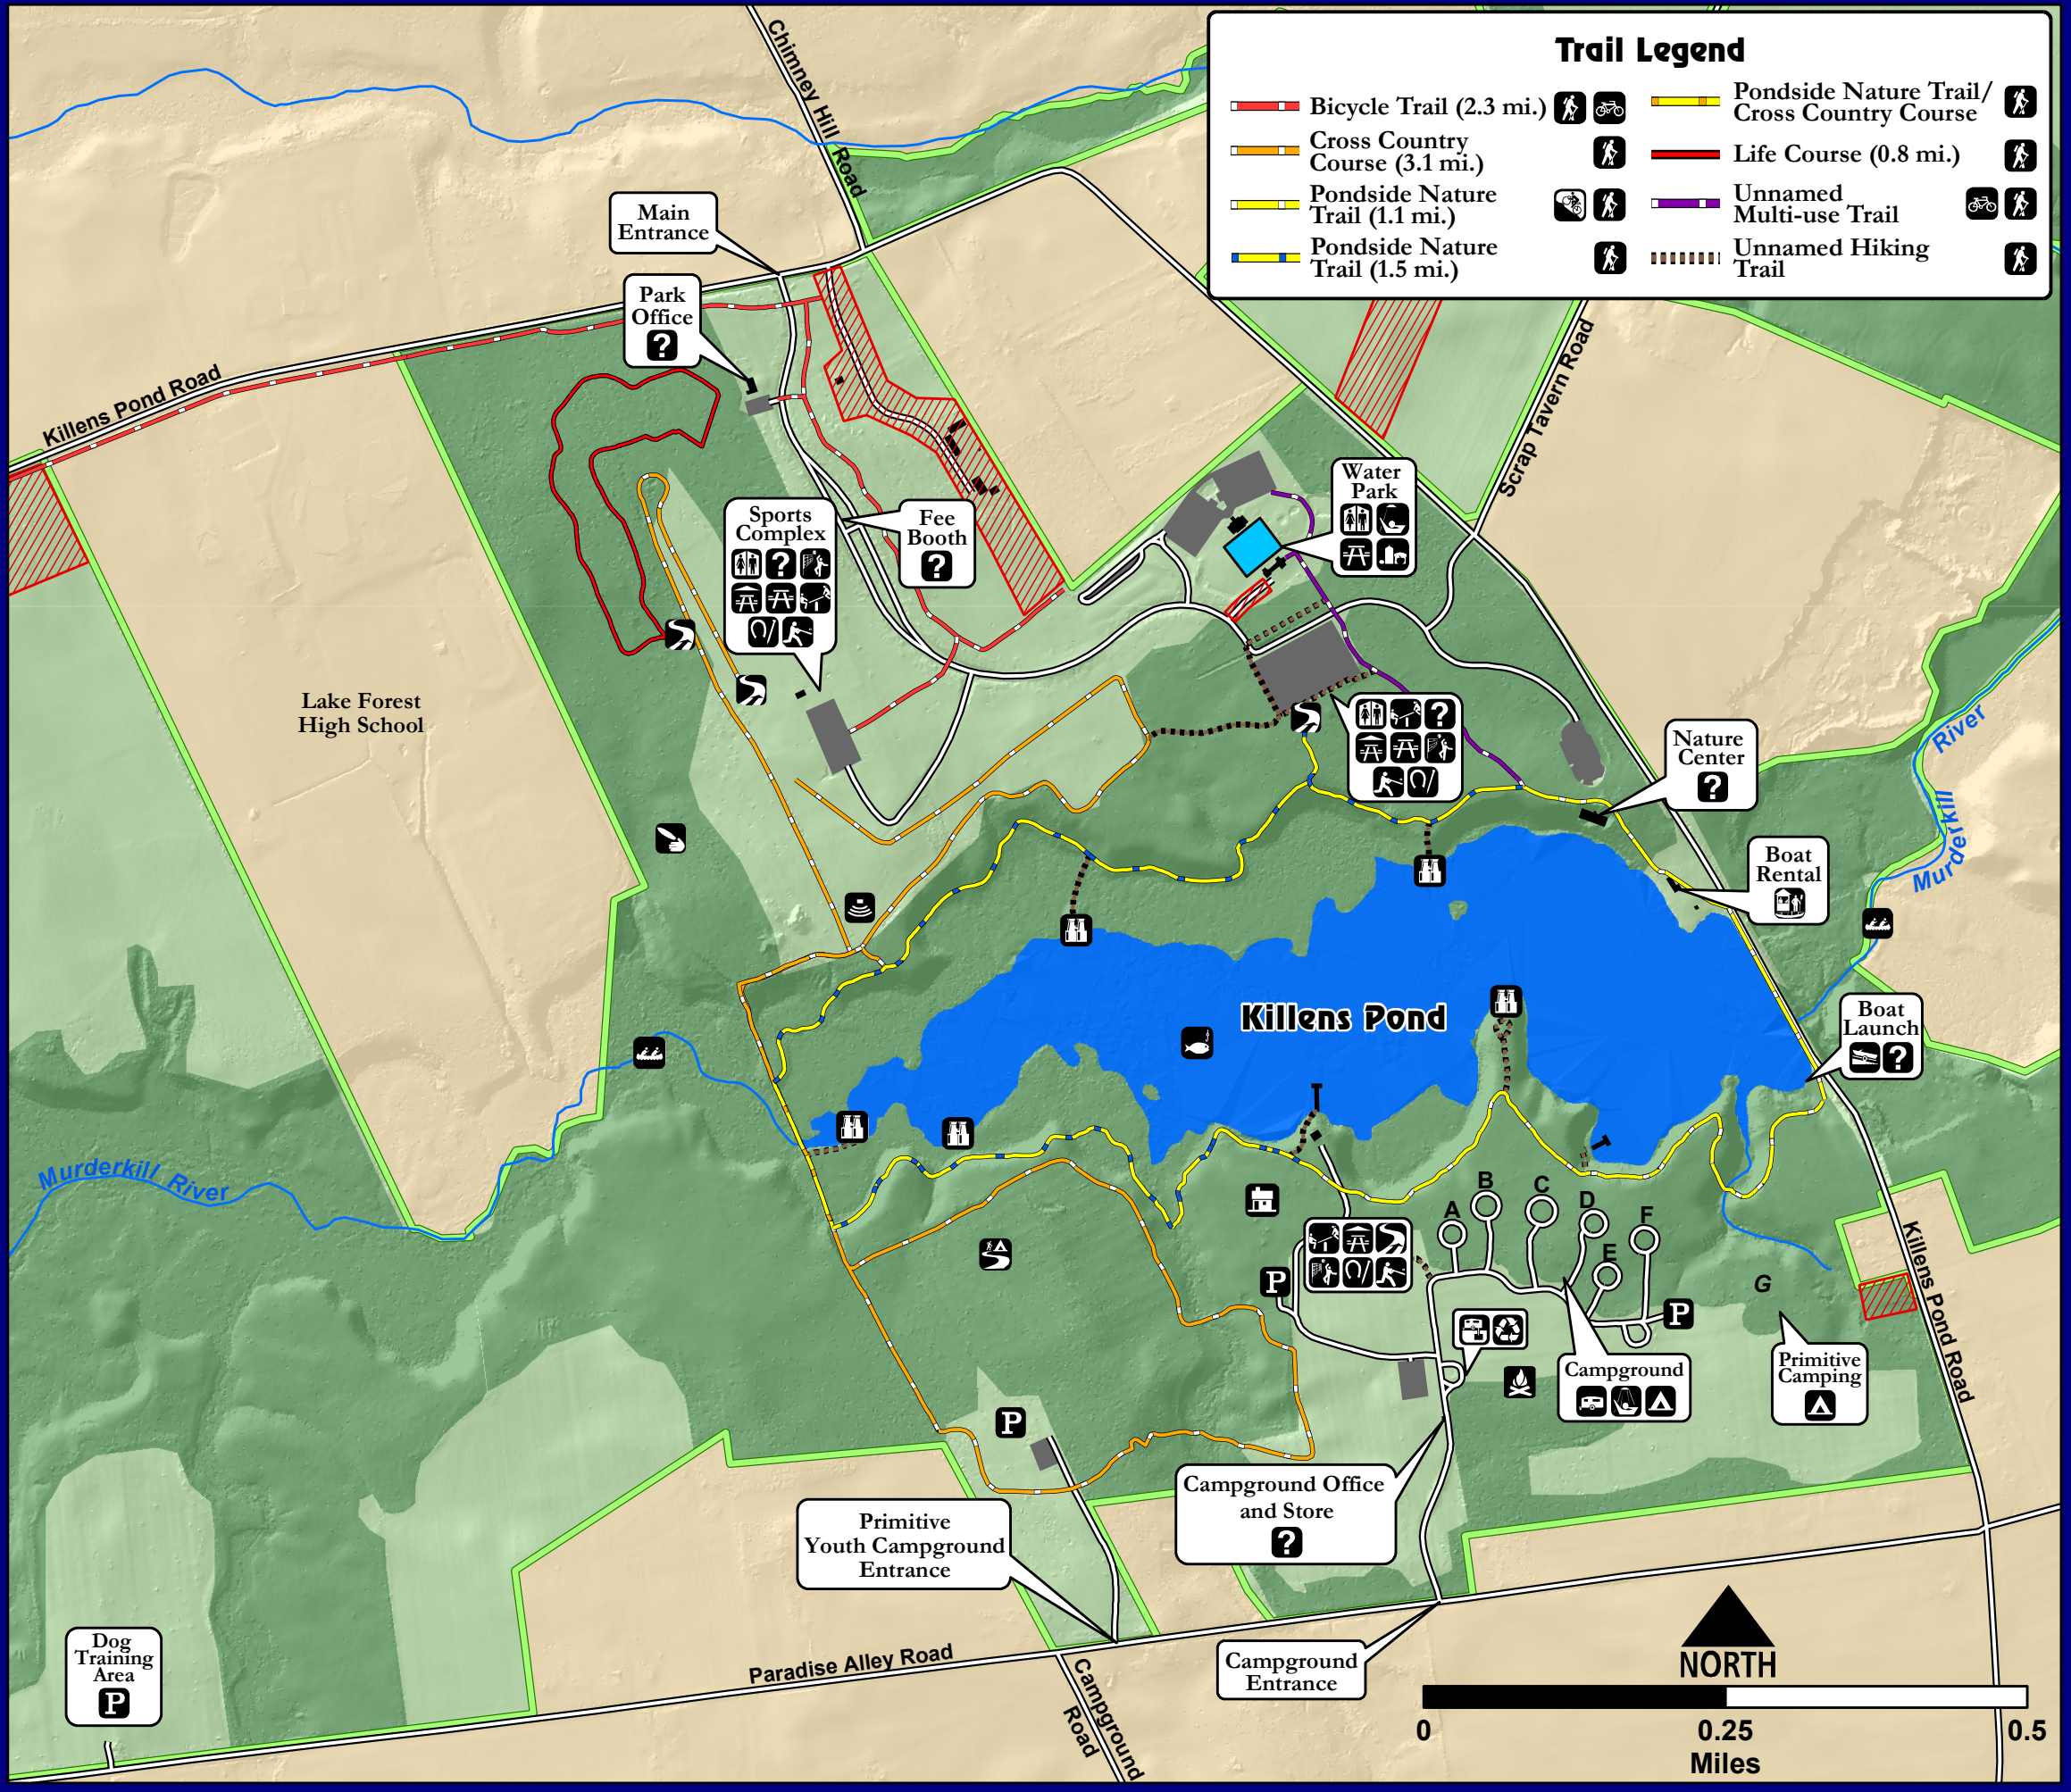 Trail Legend
Bicycle Trail (2.3 mi.)
Cross Country
Course (3.1 mi.)
Pondside Nature
Trail (1.1 mi.)
Pondside Nature
Trail (1.5 mi.)
Pondside Nature Trail/
Cross Country Course
Life Course (0.8 mi.)
Unnamed
Multi-use Trail
Unnamed Hiking
Trail
Chimney Hill Road
Main
Entrance
Park
Office
?
Killens Pond Road
Scrap Tavern Road
Water
Park
Sports
Complex
?
Fee
Booth
?
Lake Forest
High School
?
Nature
Center
?
River
Murderkill
Boat
Rental
Killens Pond
Boat
Launch
?
Murderkill River
A
B
C
D
E
F
G
P
P
Killens Pond Road
Campground
Primitive
Camping
P
Campground Office
and Store
?
Primitive
Youth Campground
Entrance
Campground
Entrance
Dog
Training
Area
P
Paradise Alley Road
Campground
Road
NORTH
0
0.25
0.5
Miles